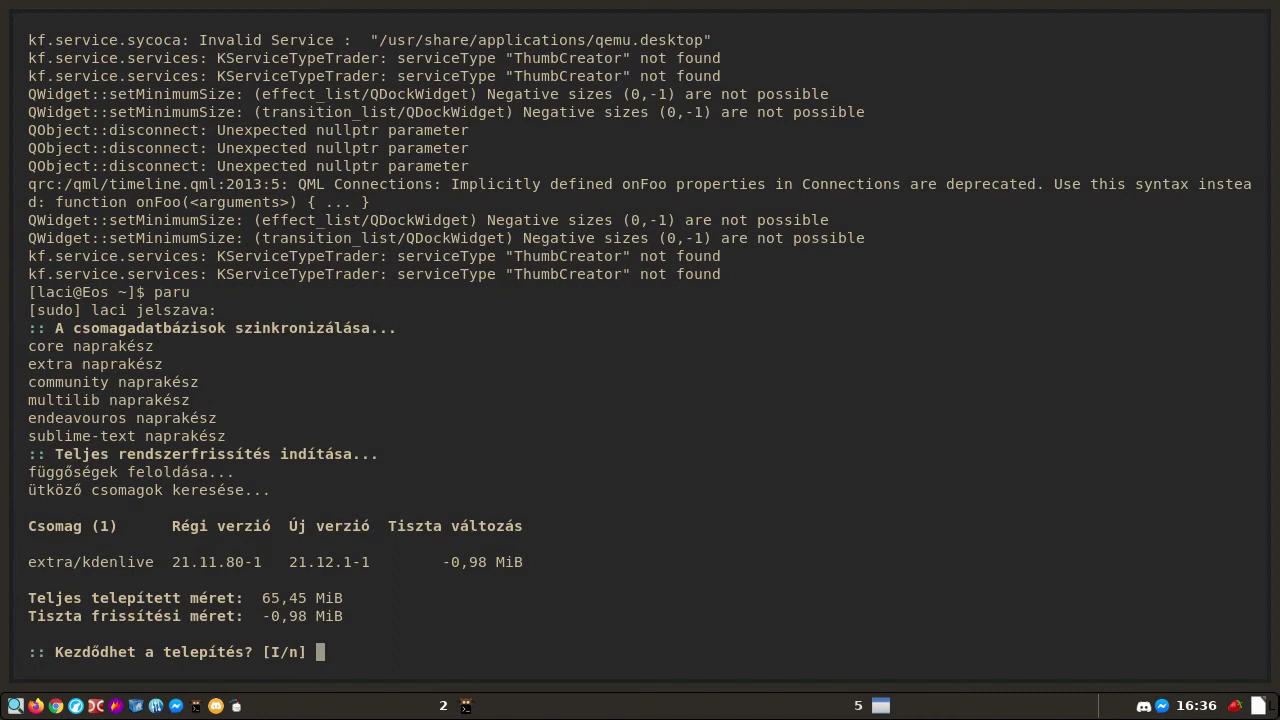 kf.service.sycoca: Invalid Service :  "/usr/share/applications/qemu.desktop"
kf.service.services: KServiceTypeTrader: serviceType "ThumbCreator" not found
kf.service.services: KServiceTypeTrader: serviceType "ThumbCreator" not found
QWidget::setMinimumSize: (effect_list/QDockWidget) Negative sizes (0,-1) are not possible
QWidget::setMinimumSize: (transition_list/QDockWidget) Negative sizes (0,-1) are not possible
QObject::disconnect: Unexpected nullptr parameter
QObject::disconnect: Unexpected nullptr parameter
QObject::disconnect: Unexpected nullptr parameter
qrc:/qml/timeline.qml:2013:5: QML Connections: Implicitly defined onFoo properties in Connections are deprecated. Use this syntax instea
d: function onFoo(<arguments>) { ... }
QWidget::setMinimumSize: (effect_list/QDockWidget) Negative sizes (0,-1) are not possible
QWidget::setMinimumSize: (transition_list/QDockWidget) Negative sizes (0,-1) are not possible
kf.service.services: KServiceTypeTrader: serviceType "ThumbCreator" not found
kf.service.services: KServiceTypeTrader: serviceType "ThumbCreator" not found
[laci@Eos ~]$ paru
[sudo] laci jelszava:
:: A csomagadatbázisok szinkronizálása...
core naprakész
extra naprakész
community naprakész
multilib naprakész
endeavouros naprakész
sublime-text naprakész
:: Teljes rendszerfrissítés indítása...
függőségek feloldása...
ütköző csomagok keresése...
Csomag (1)      Régi verzió  Új verzió  Tiszta változás
extra/kdenlive  21.11.80-1   21.12.1-1        -0,98 MiB
Teljes telepített méret:  65,45 MiB
Tiszta frissítési méret:  -0,98 MiB
:: Kezdődhet a telepítés? [I/n]
2 5 16:36